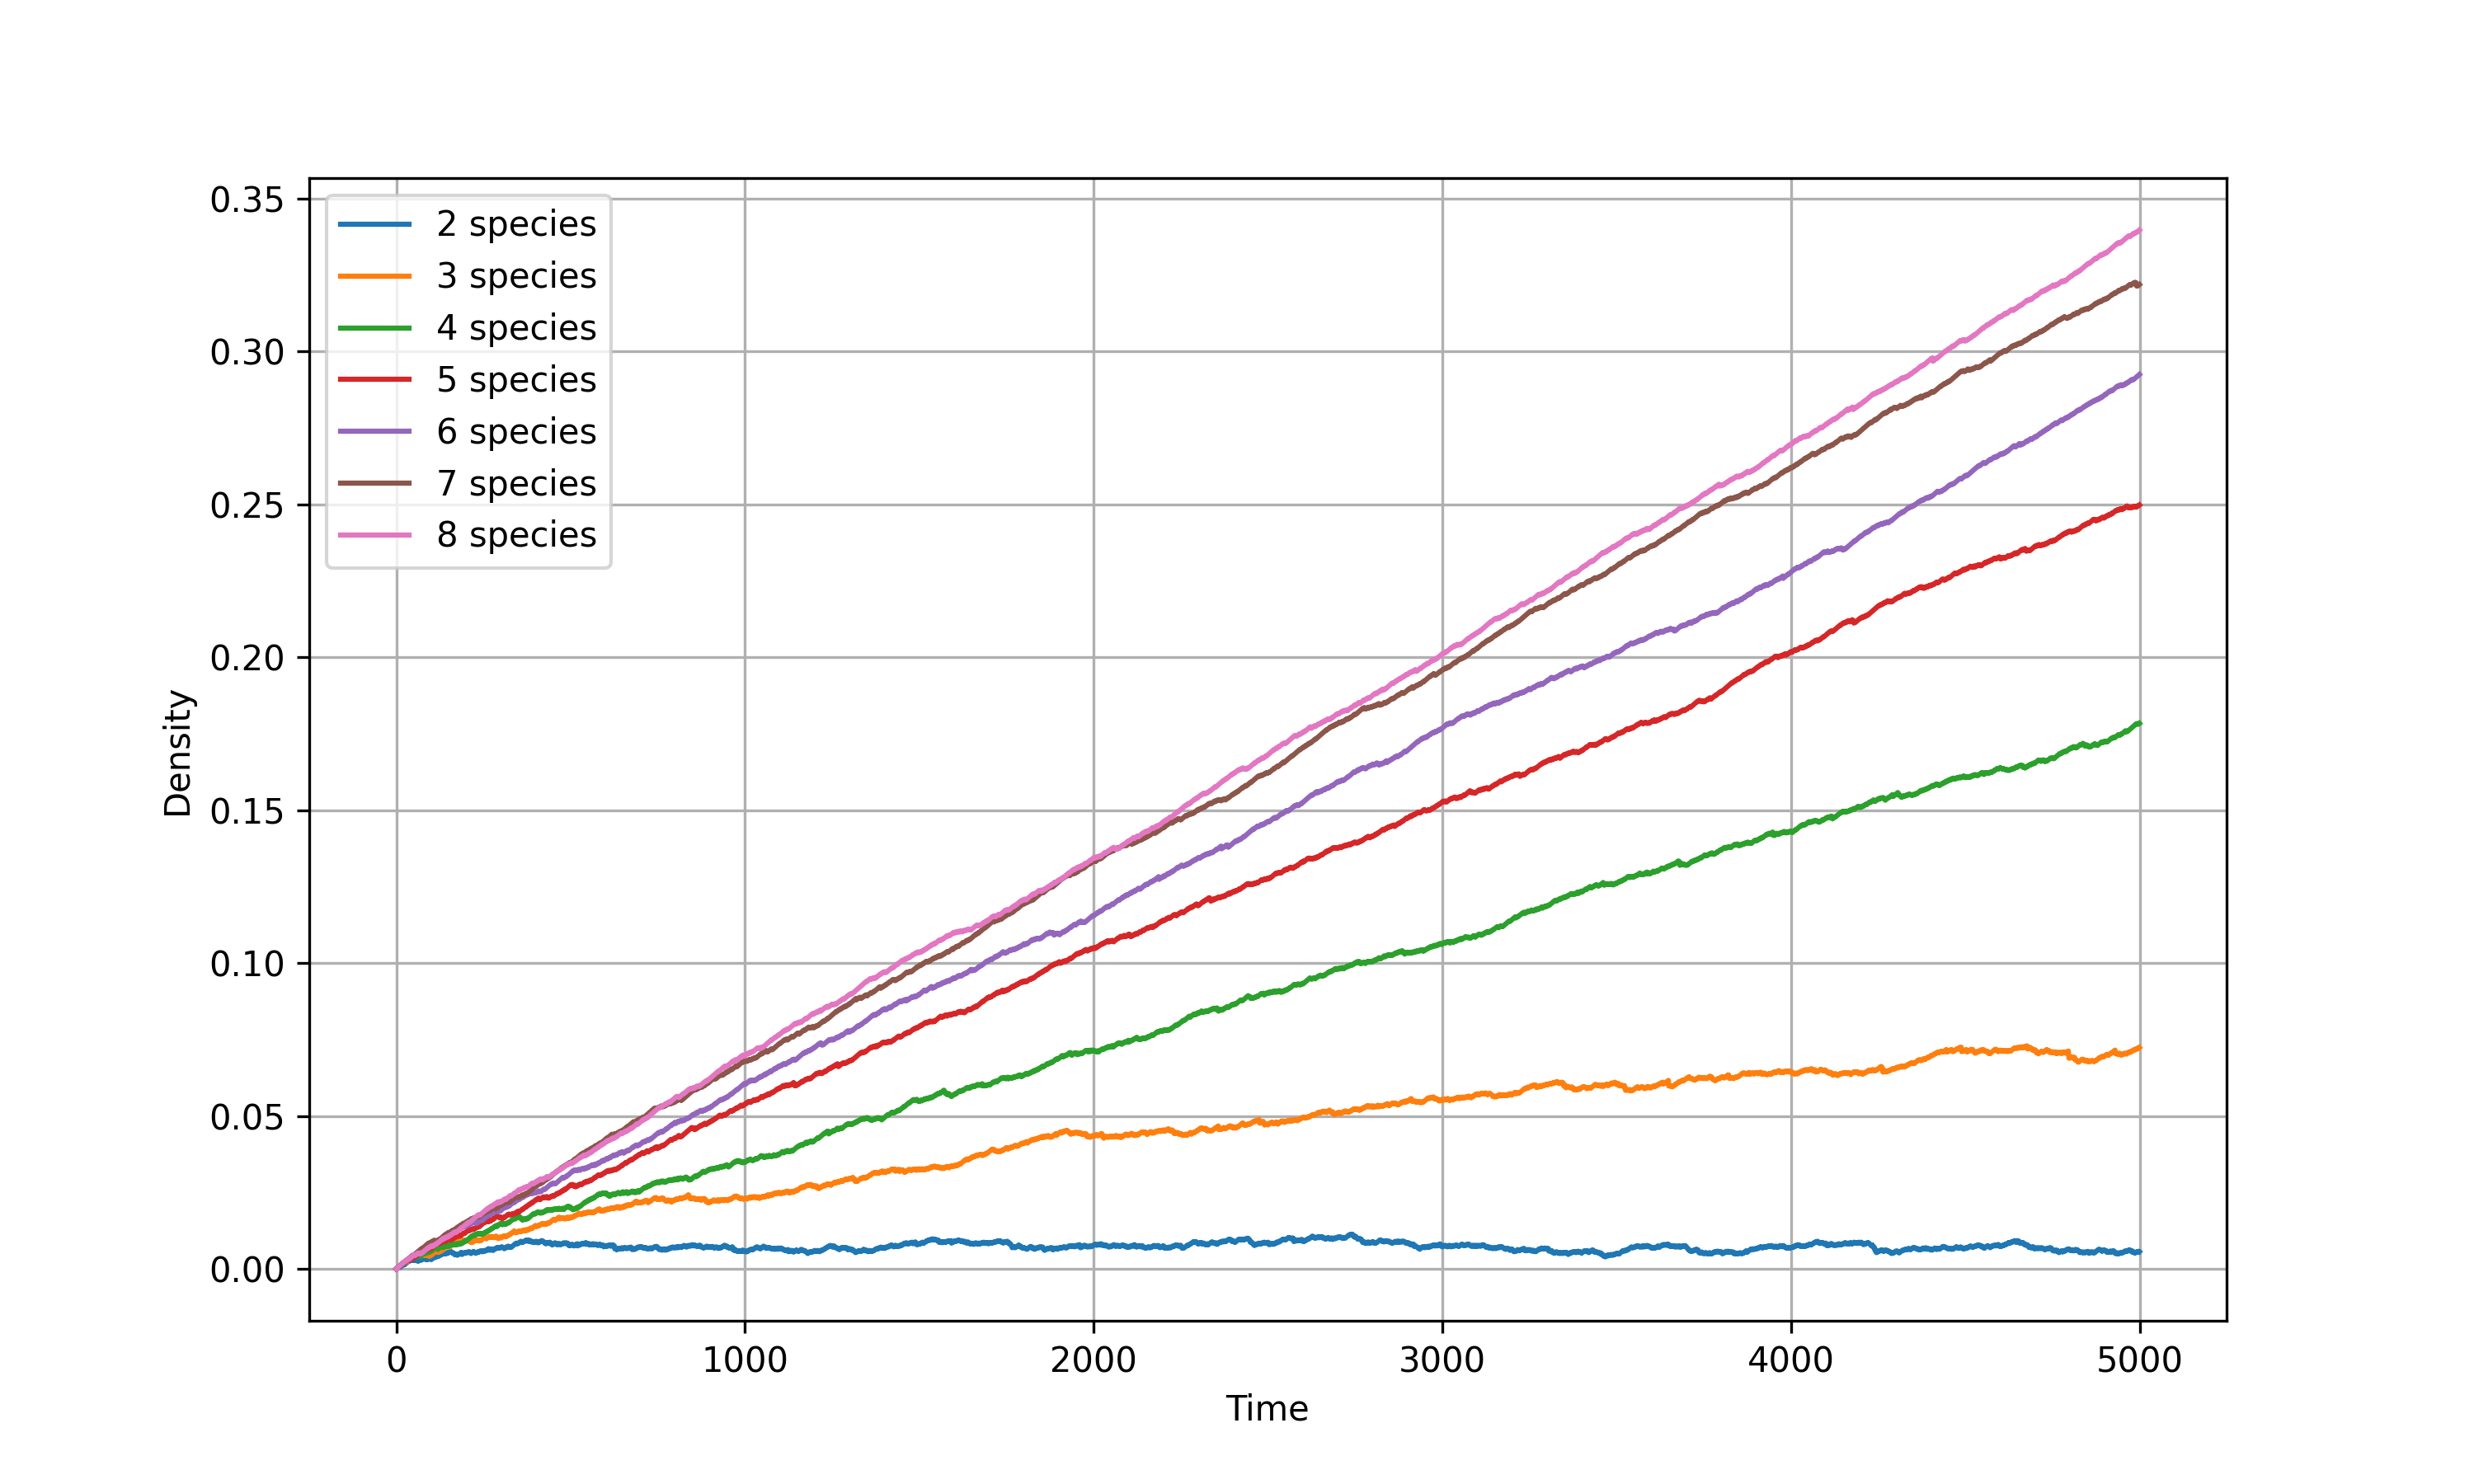 0.35
0.30
0.25
0.20
0.15
0.10
0.05
0.00
Density
2 species
3 species
4 species
5 species
6 species
7 species
8 species
0 1000 2000 3000 4000 5000
Time